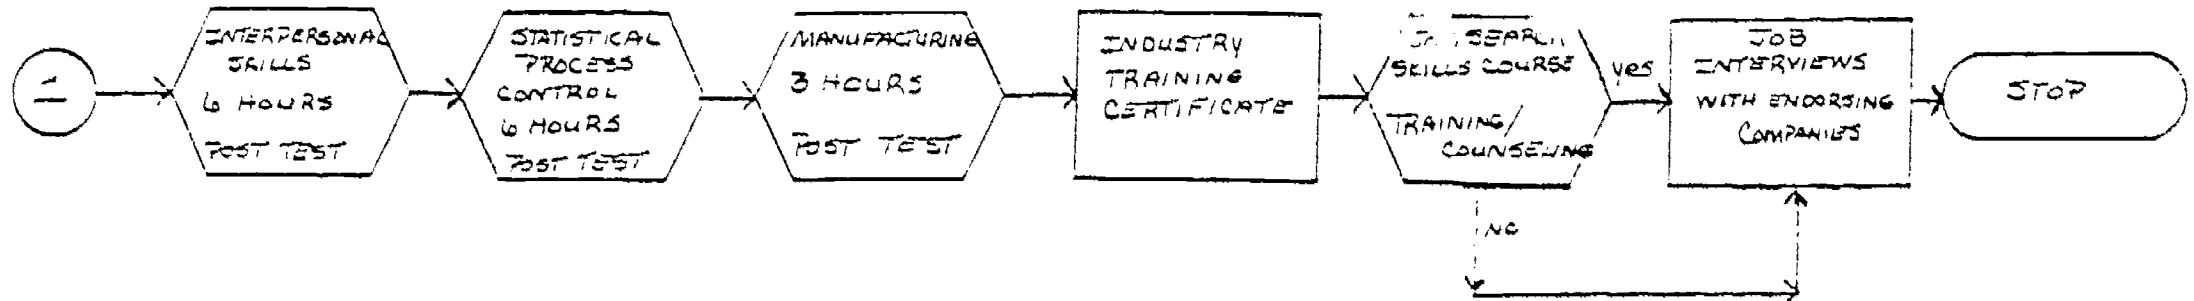 1
INTERPERSONAL
SKILLS
6 HOURS
POST TEST
STATISTICAL
PROCESS
CONTROL
6 HOURS
POST TEST
MANUFACTURING
3 HOURS
POST TEST
INDUSTRY
TRAINING
CERTIFICATE
SEARCH
SKILLS COURSE
TRAINING/
COUNSELING
yes
NO
JOB
INTERVIEWS
WITH ENDORSING
COMPANIES
STOP